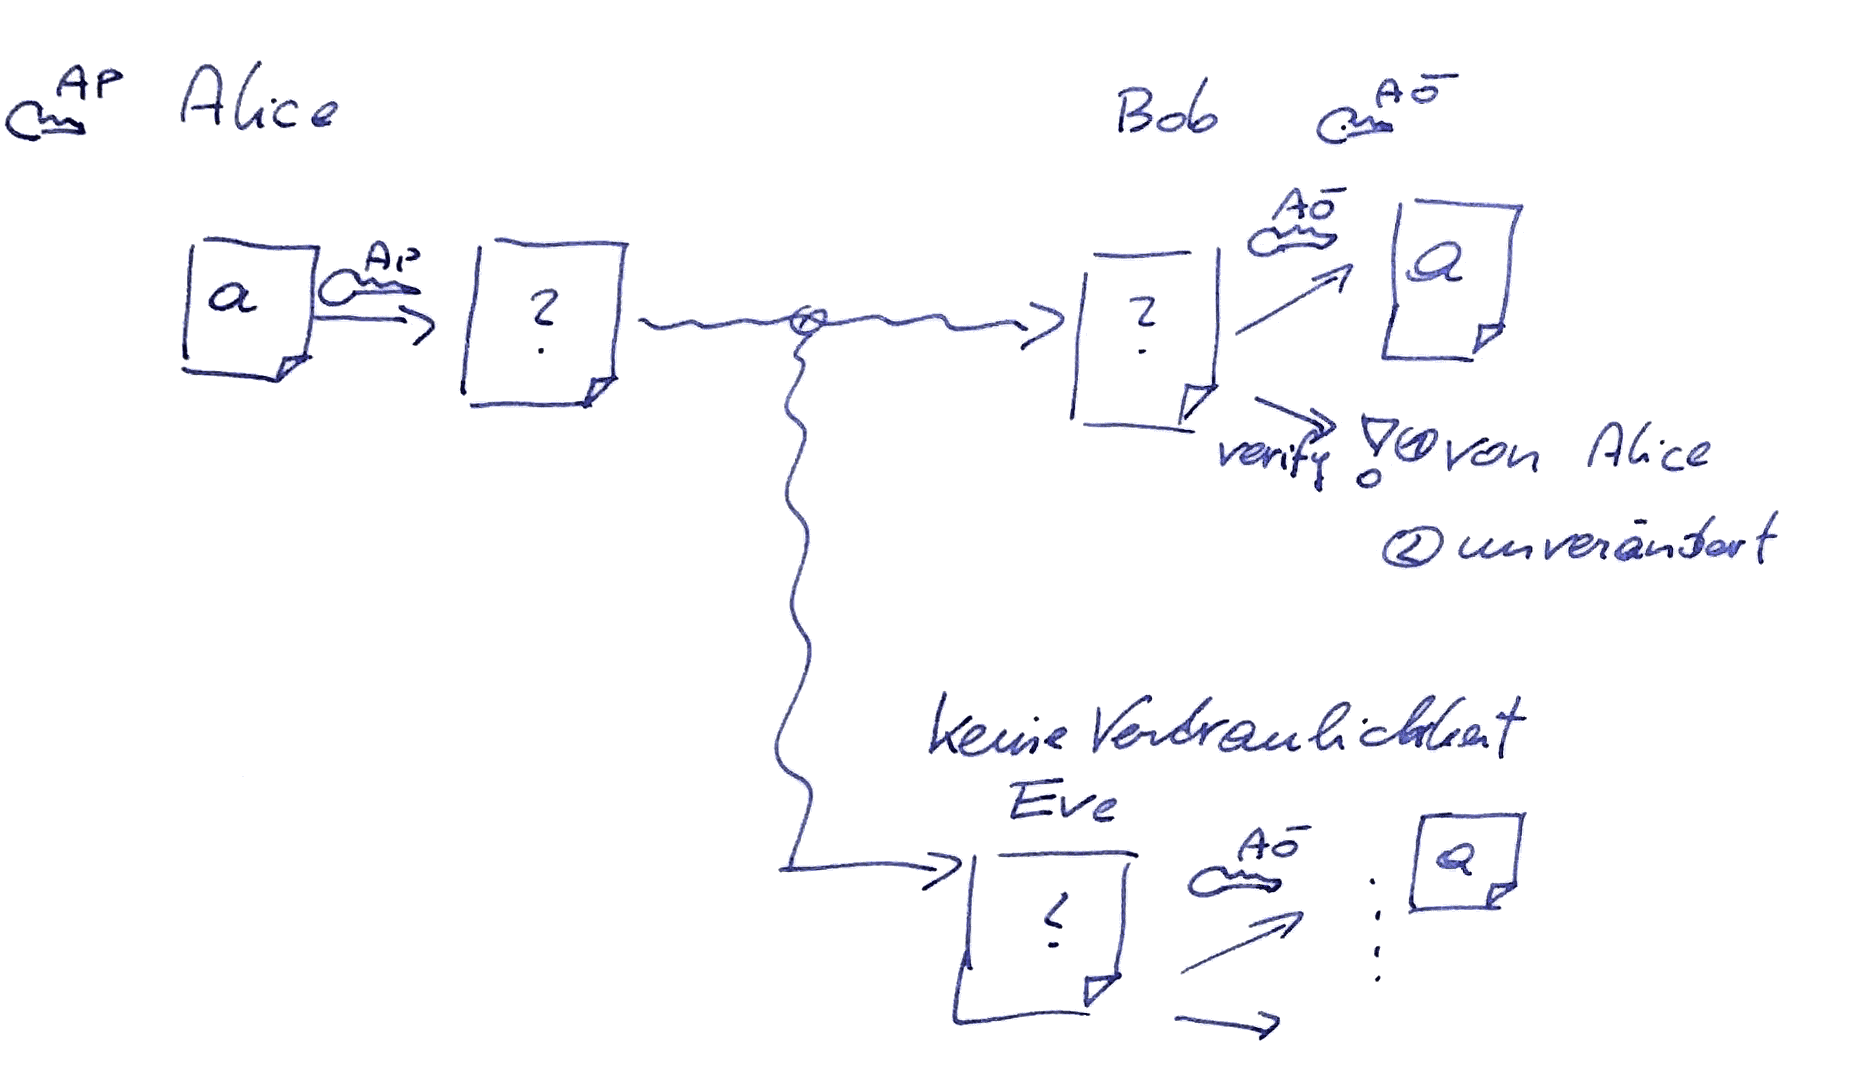 AP Alice
Bob AÖ
AÖ
AP
a
?
?
a
verify ! ① von Alice
② unverändert
Keine Vertraulichkeit
Eve
AÖ
a
?